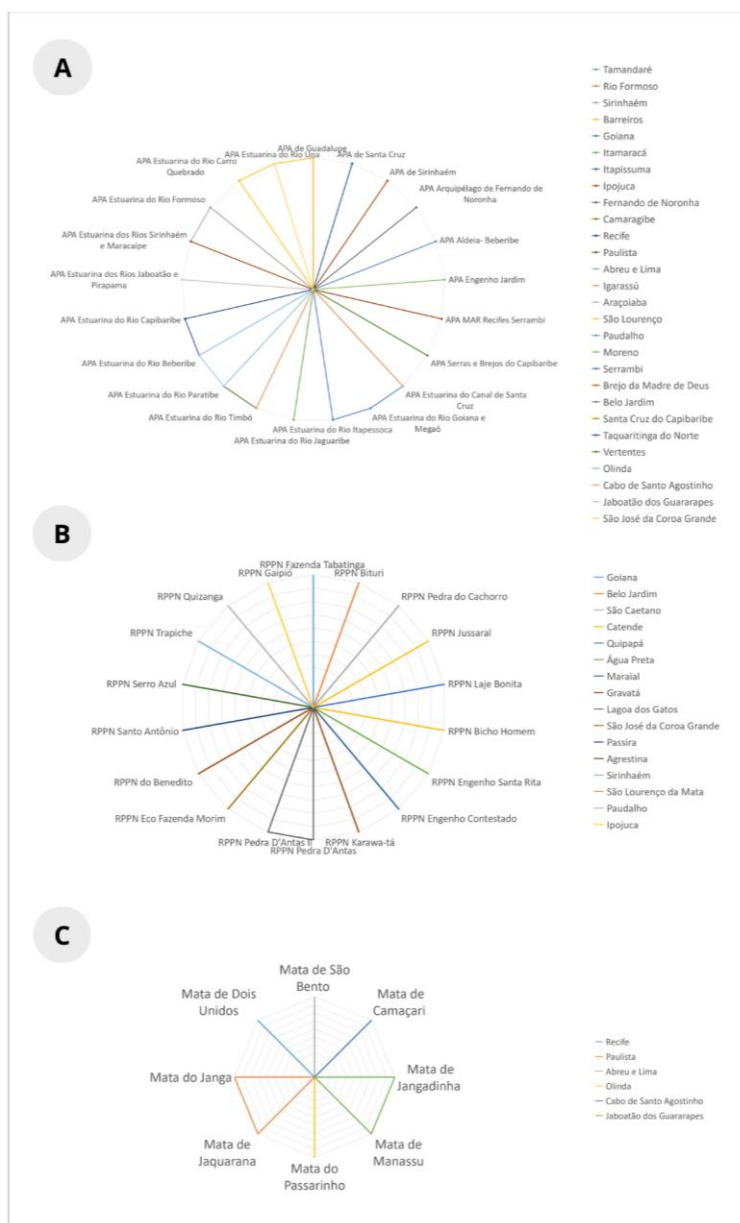 A
APA de Guadalupe
APA de Santa Cruz
APA de Sirinhaém
APA Arquipélago de Fernando de
Noronha
APA Aldeia- Beberibe
APA Engenho Jardim
APA MAR Recifes Serrambi
APA Serras e Brejos do Capibaribe
APA Estuarina do Canal de Santa
Cruz
APA Estuarina do Rio Goiana e
Megaó
APA Estuarina do Rio Itapessoca
APA Estuarina do Rio Jaguaribe
APA Estuarina do Rio Timbó
APA Estuarina do Rio Paratibe
APA Estuarina do Rio Beberibe
APA Estuarina do Rio Capibaribe
APA Estuarina dos Rios Jaboatão e
Pirapama
APA Estuarina dos Rios Sirinhaém
e Maracaipe
APA Estuarina do Rio Formoso
APA Estuarina do Rio Carro
Quebrado
APA Estuarina do Rio Una
Tamandaré
Rio Formoso
Sirinhaém
Barreiros
Goiana
Itamaracá
Itapissuma
Ipojuca
Fernando de Noronha
Camaragibe
Recife
Paulista
Abreu e Lima
Igarassú
Araçoiaba
São Lourenço
Paudalho
Moreno
Serrambi
Brejo da Madre de Deus
Belo Jardim
Santa Cruz do Capibaribe
Taquaritinga do Norte
Vertentes
Olinda
Cabo de Santo Agostinho
Jaboatão dos Guararapes
São José da Coroa Grande
B
RPPN Fazenda Tabatinga
RPPN Bituri
RPPN Pedra do Cachorro
RPPN Jussaral
RPPN Laje Bonita
RPPN Bicho Homem
RPPN Engenho Santa Rita
RPPN Engenho Contestado
RPPN Karawa-tá
RPPN Pedra D'Antas
RPPN Pedra D'Antas II
RPPN Eco Fazenda Morim
RPPN do Benedito
RPPN Santo Antônio
RPPN Serro Azul
RPPN Trapiche
RPPN Quizanga
RPPN Gaipió
Goiana
Belo Jardim
São Caetano
Catende
Quipapá
Água Preta
Maraial
Gravatá
Lagoa dos Gatos
São José da Coroa Grande
Passira
Agrestina
Sirinhaém
São Lourenço da Mata
Paudalho
Ipojuca
C
Mata de São
Bento
Mata de
Camaçari
Mata de
Jangadinha
Mata de
Manassu
Mata do
Passarinho
Mata de
Jaquarana
Mata do Janga
Mata de Dois
Unidos
Recife
Paulista
Abreu e Lima
Olinda
Cabo de Santo Agostinho
Jaboatão dos Guararapes